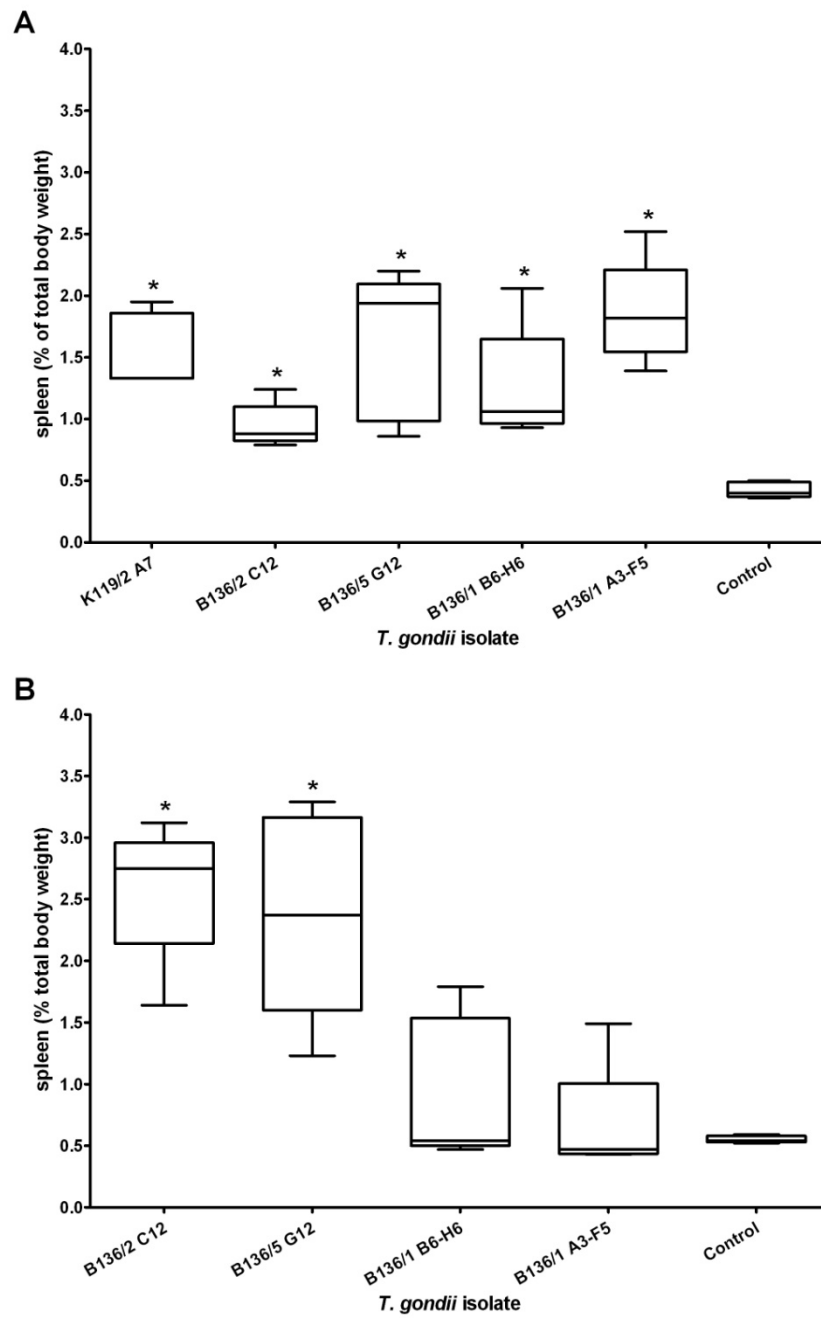 A
spleen (% of total body weight)
4.0
3.5
3.0
2.5
2.0
1.5
1.0
0.5
0.0
*
*
*
*
*
K119/2 A7
B136/2 C12
B136/5 G12
B136/1 B6-H6
B136/1 A3-F5
Control
T. gondii isolate
B
spleen (% total body weight)
4.0
3.5
3.0
2.5
2.0
1.5
1.0
0.5
0.0
*
*
B136/2 C12
B136/5 G12
B136/1 B6-H6
B136/1 A3-F5
Control
T. gondii isolate